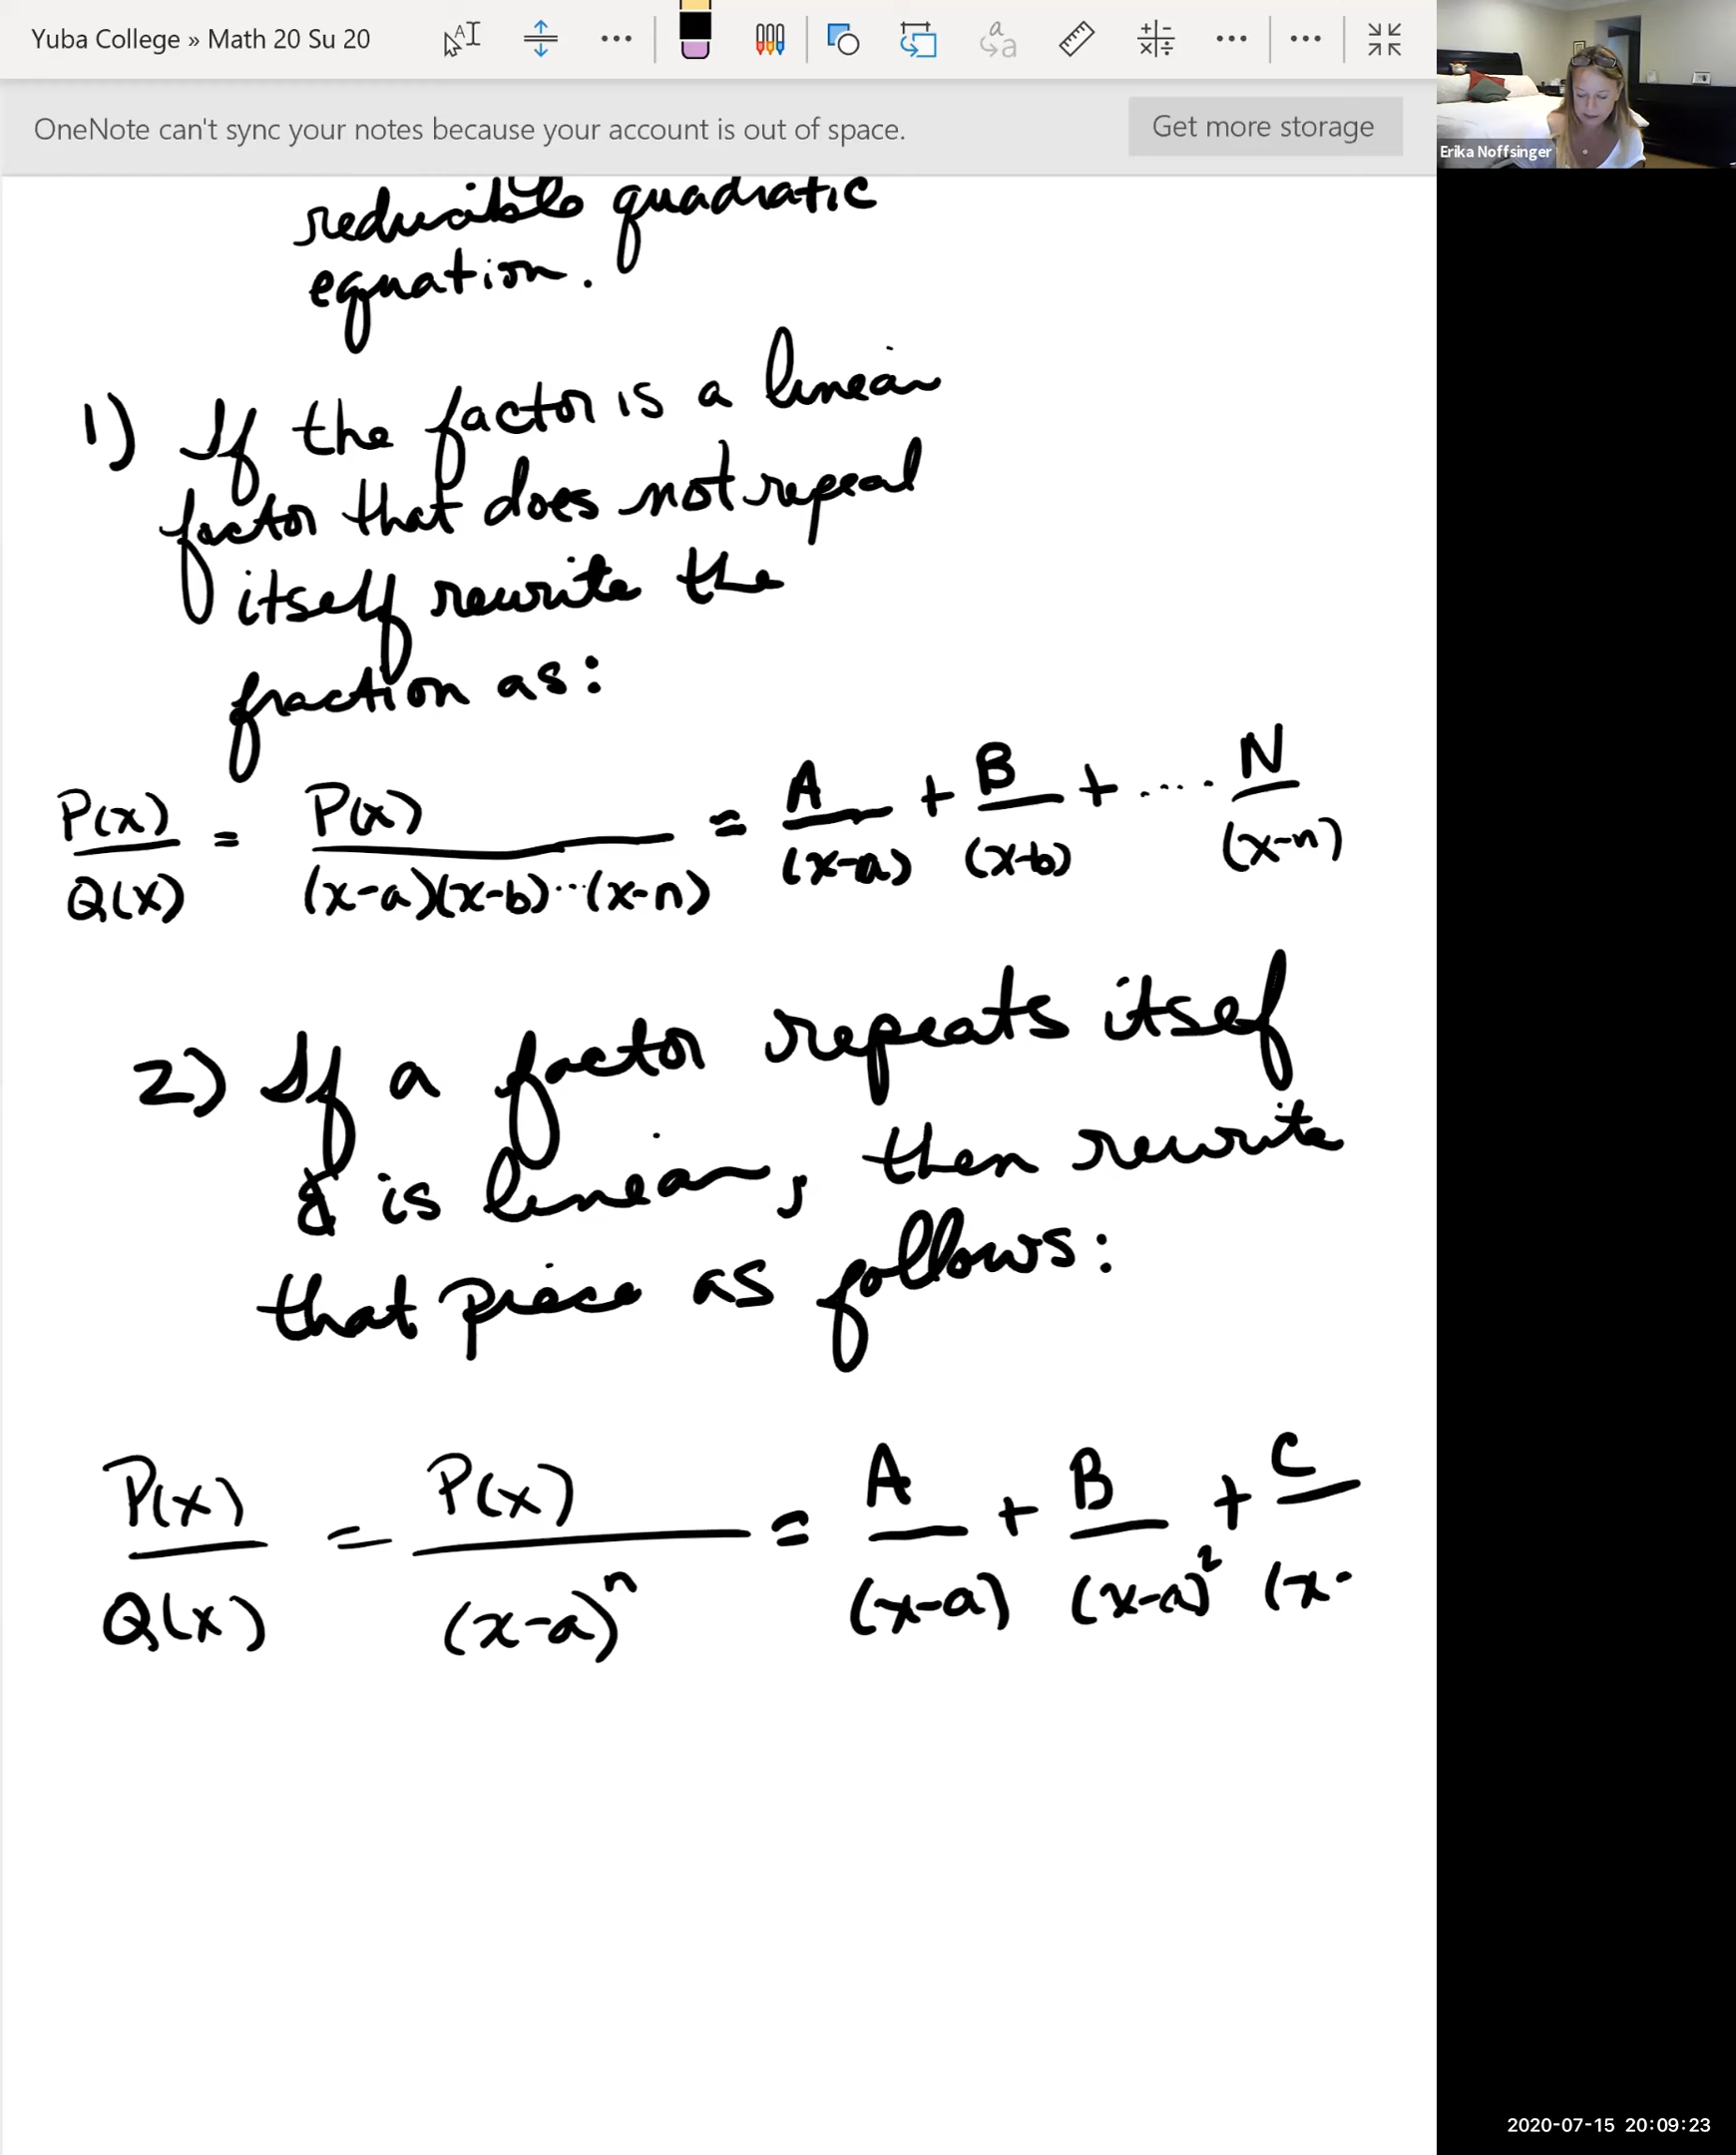 Yuba College » Math 20 Su 20
OneNote can't sync your notes because your account is out of space.
Get more storage
Erika Noffsinger
reducible quadratic
equation.
1) If the factor is a linear
factor that does not repeat
itself rewrite the
fraction as:
P(x)/Q(x) = P(x)/(x-a)(x-b)...(x-n) = A/(x-a) + B/(x-b) + .... N/(x-n)
2) If a factor repeats itself
& is linear, then rewrite
that piece as follows:
P(x)/Q(x) = P(x)/(x-a)^n = A/(x-a) + B/(x-a)^2 + C/(x-
2020-07-15 20:09:23